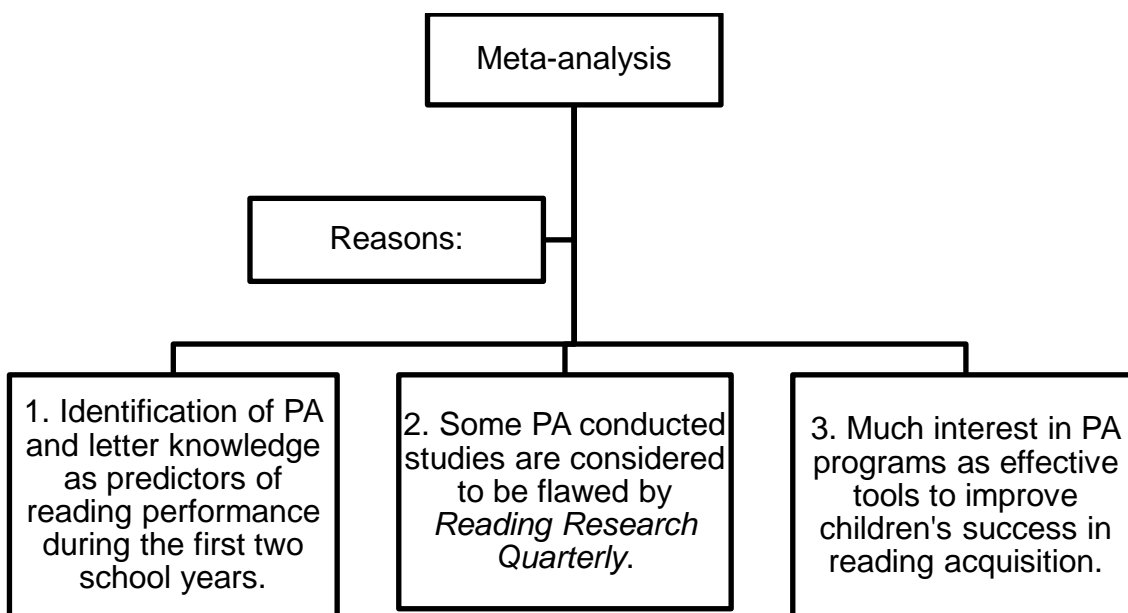 Meta-analysis
Reasons:
1. Identification of PA
and letter knowledge
as predictors of
reading performance
during the first two
school years.
2. Some PA conducted
studies are considered
to be flawed by
Reading Research
Quarterly.
3. Much interest in PA
programs as effective
tools to improve
children's success in
reading acquisition.